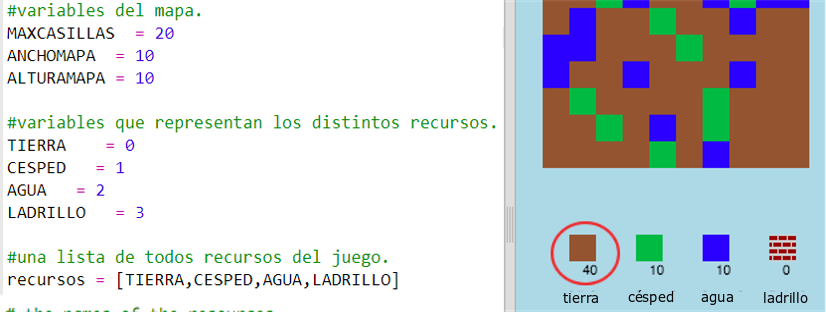 #variables del mapa.
MAXCASILLAS = 20
ANCHOMAPA = 10
ALTURAMAPA = 10
#variables que representan los distintos recursos.
TIERRA = 0
CESPED = 1
AGUA = 2
LADRILLO = 3
#una lista de todos recursos del juego.
recursos = [TIERRA,CESPED,AGUA,LADRILLO]
40 10 10 0
tierra césped agua ladrillo